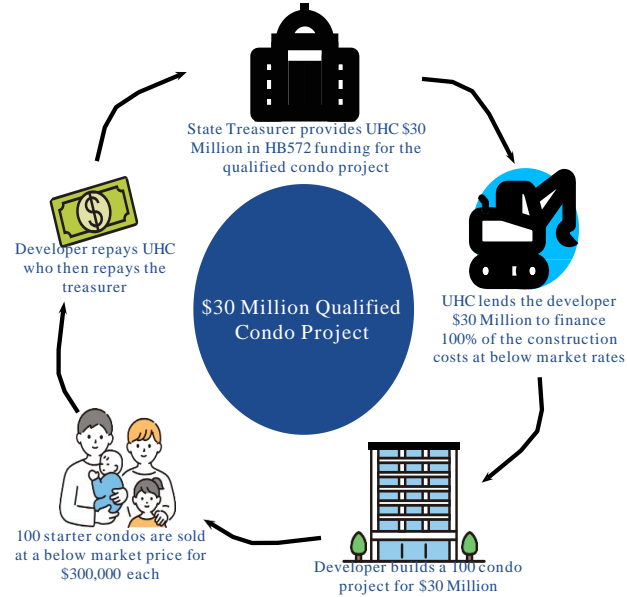 State Treasurer provides UHC $30
Million in HB572 funding for the
qualified condo project
UHC lends the developer
$30 Million to finance
100% of the construction
costs at below market rates
Developer builds a 100 condo
project for $30 Million
100 starter condos are sold
at a below market price for
$300,000 each
Developer repays UHC
who then repays the
treasurer
$30 Million Qualified
Condo Project
$